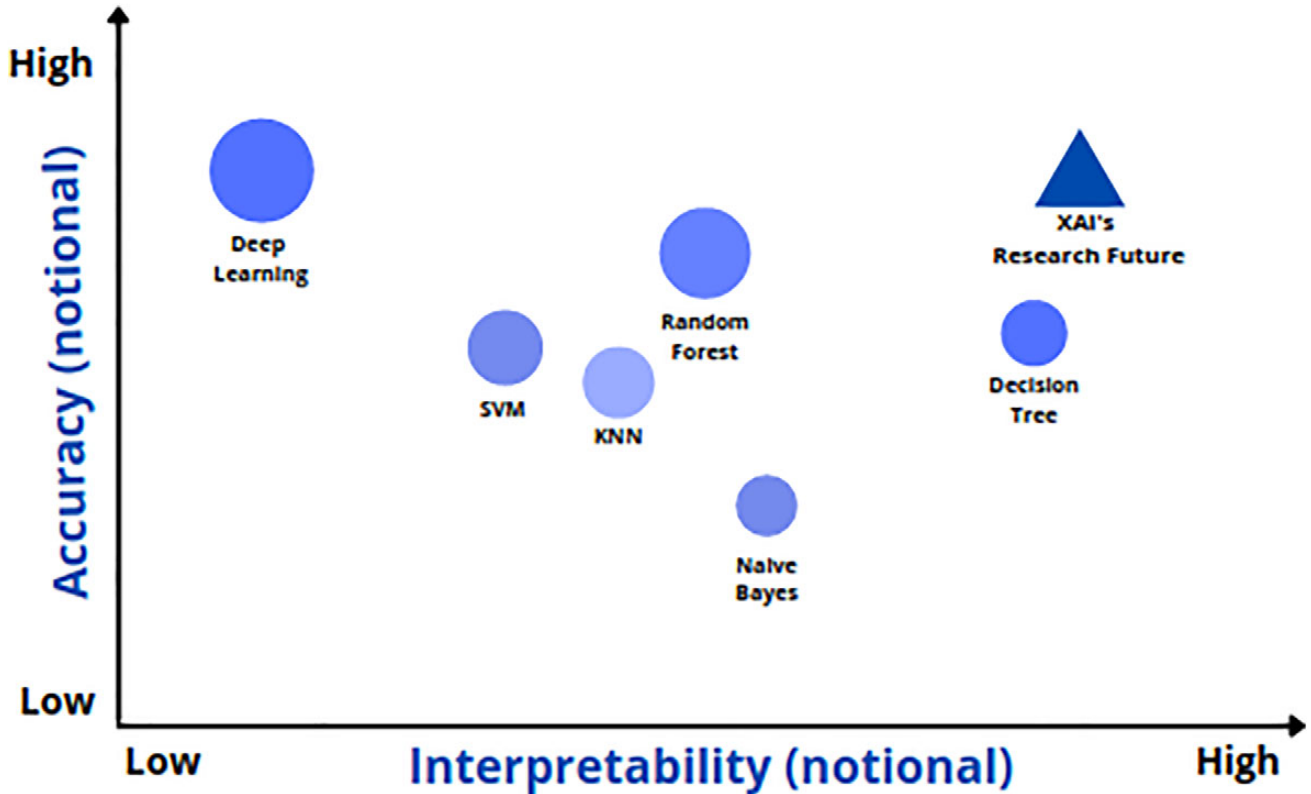 High
Accuracy (notional)
Deep
Learning
XAI's
Research Future
Random
Forest
SVM
KNN
Decision
Tree
Naive
Bayes
Low
Low
Interpretability (notional)
High